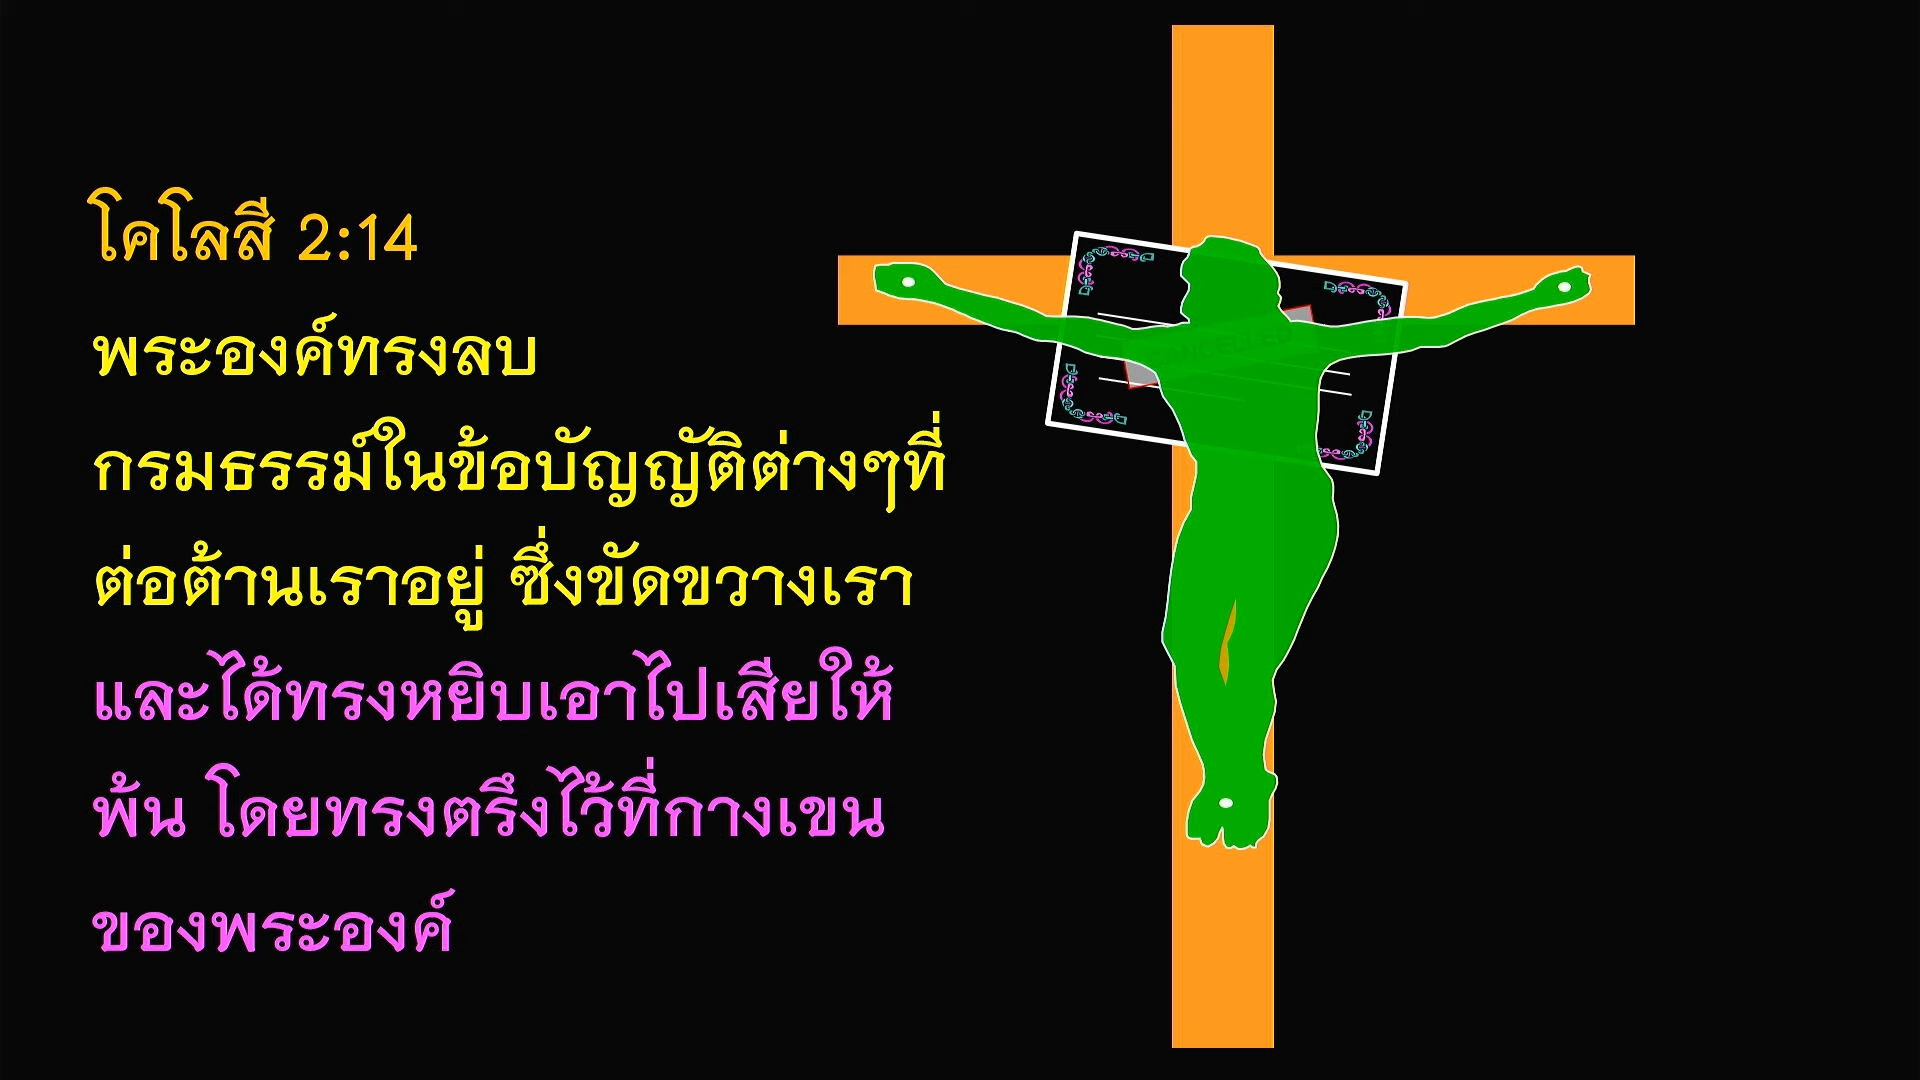 โคโลสี 2:14
พระองค์ทรงลบ
กรมธรรม์ในข้อบัญญัติต่างๆที่
ต่อต้านเราอยู่ ซึ่งขัดขวางเรา
และได้ทรงหยิบเอาไปเสียให้
พ้น โดยทรงตรึงไว้ที่กางเขน
ของพระองค์